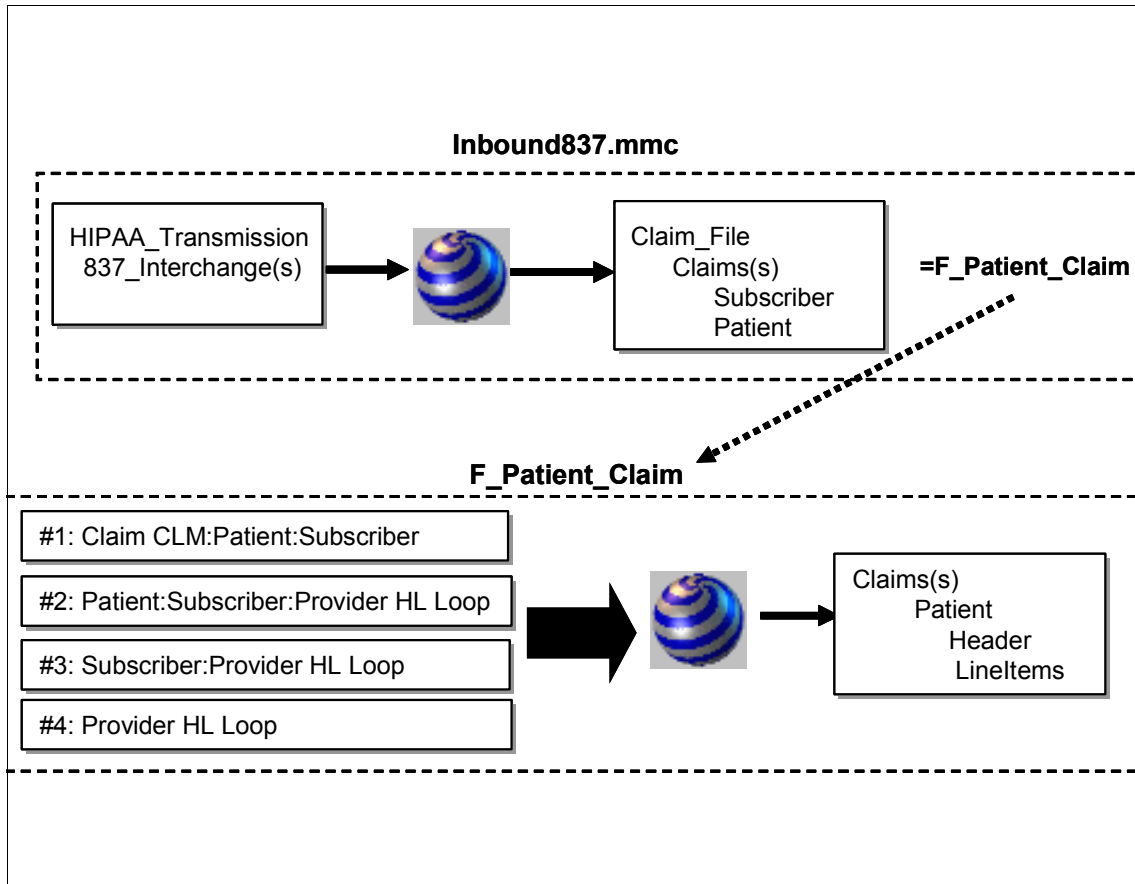 Inbound837.mmc
HIPAA_Transmission
837_Interchange(s)
Claim_File
Claims(s)
Subscriber
Patient
=F_Patient_Claim
F_Patient_Claim
#1: Claim CLM:Patient:Subscriber
#2: Patient:Subscriber:Provider HL Loop
#3: Subscriber:Provider HL Loop
#4: Provider HL Loop
Claims(s)
Patient
Header
LineItems